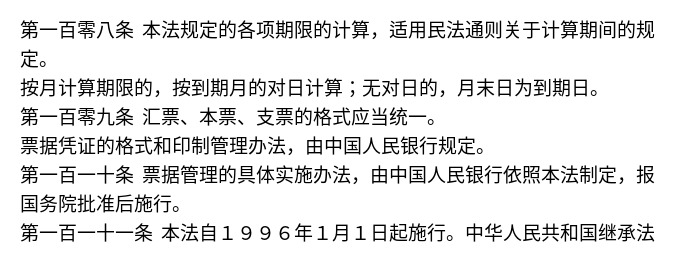 第一百零八条 本法规定的各项期限的计算，适用民法通则关于计算期间的规
定。
按月计算期限的，按到期月的对日计算；无对日的，月末日为到期日。
第一百零九条 汇票、本票、支票的格式应当统一。
票据凭证的格式和印制管理办法，由中国人民银行规定。
第一百一十条 票据管理的具体实施办法，由中国人民银行依照本法制定，报
国务院批准后施行。
第一百一十一条 本法自１９９６年１月１日起施行。中华人民共和国继承法